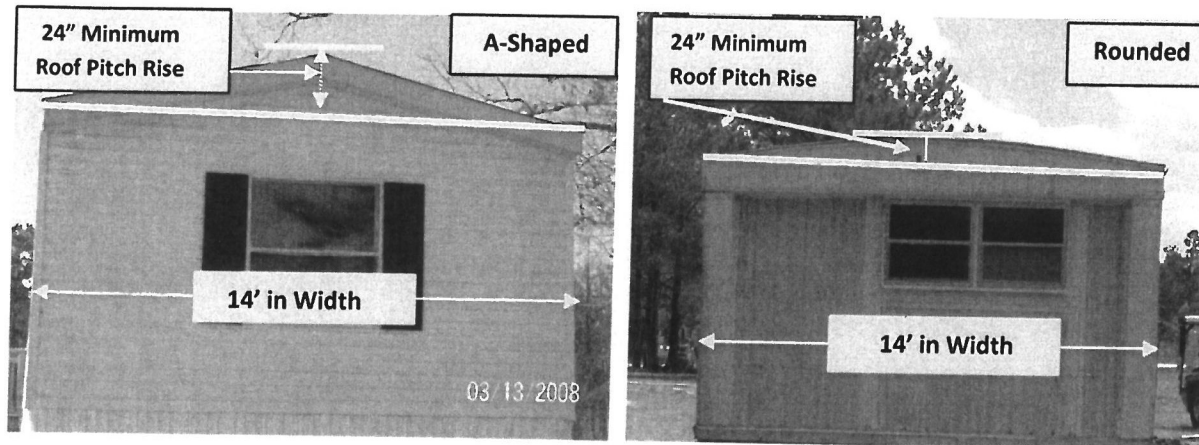 24” Minimum
Roof Pitch Rise
A-Shaped
14’ in Width
03/13/2008
24” Minimum
Roof Pitch Rise
Rounded
14’ in Width